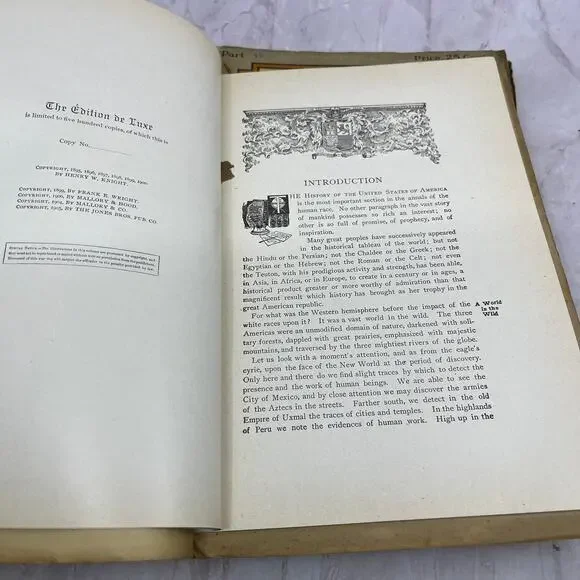 Part
Price 25 c
The Édition de Luxe
is limited to five hundred copies, of which this is
Copy No.
COPYRIGHT, 1895, 1896, 1897, 1898, 1899, 1900,
BY HENRY W. KNIGHT.
COPYRIGHT, 1899, BY FRANK E. WRIGHT.
COPYRIGHT, 1900, BY MALLORY & HOOD.
COPYRIGHT, 1902, BY MALLORY & CO.
COPYRIGHT, 1905, BY THE JONES BROS. PUB. CO.
INTRODUCTION
THE HISTORY OF THE UNITED STATES OF AMERICA
is the most important section in the annals of the
human race. No other paragraph in the vast story
of mankind possesses so rich an interest; no
other is so full of promise, of prophecy, and of
inspiration.
Many great peoples have successively appeared
in the historical tableau of the world; but not
the Hindu or the Persian; not the Chaldee or the Greek; not the
Egyptian or the Hebrew; not the Roman or the Celt; not even
the Teuton, with his prodigious activity and strength, has been able,
in Asia, in Africa, or in Europe, to create in a century or in ages, a
historical product greater or more worthy of admiration than that
magnificent result which history has brought as her trophy in the
great American republic.
For what was the Western hemisphere before the impact of the
white races upon it? It was a vast world in the wild. The three
Americas were an unmodified domain of nature, darkened with soli-
tary forests, dappled with great prairies, emphasized with majestic
mountains, and traversed by the three mightiest rivers of the globe.
A World
in the
Wild
Let us look with a moment's attention, and as from the eagle's
eyrie, upon the face of the New World at the period of discovery.
Only here and there do we find slight traces by which to detect the
presence and the work of human beings. We are able to see the
City of Mexico, and by close attention we may discover the armies
of the Aztecs in the streets. Farther south, we detect in the old
Empire of Uxmal the traces of cities and temples. In the highlands
of Peru we note the evidences of human work. High up in the